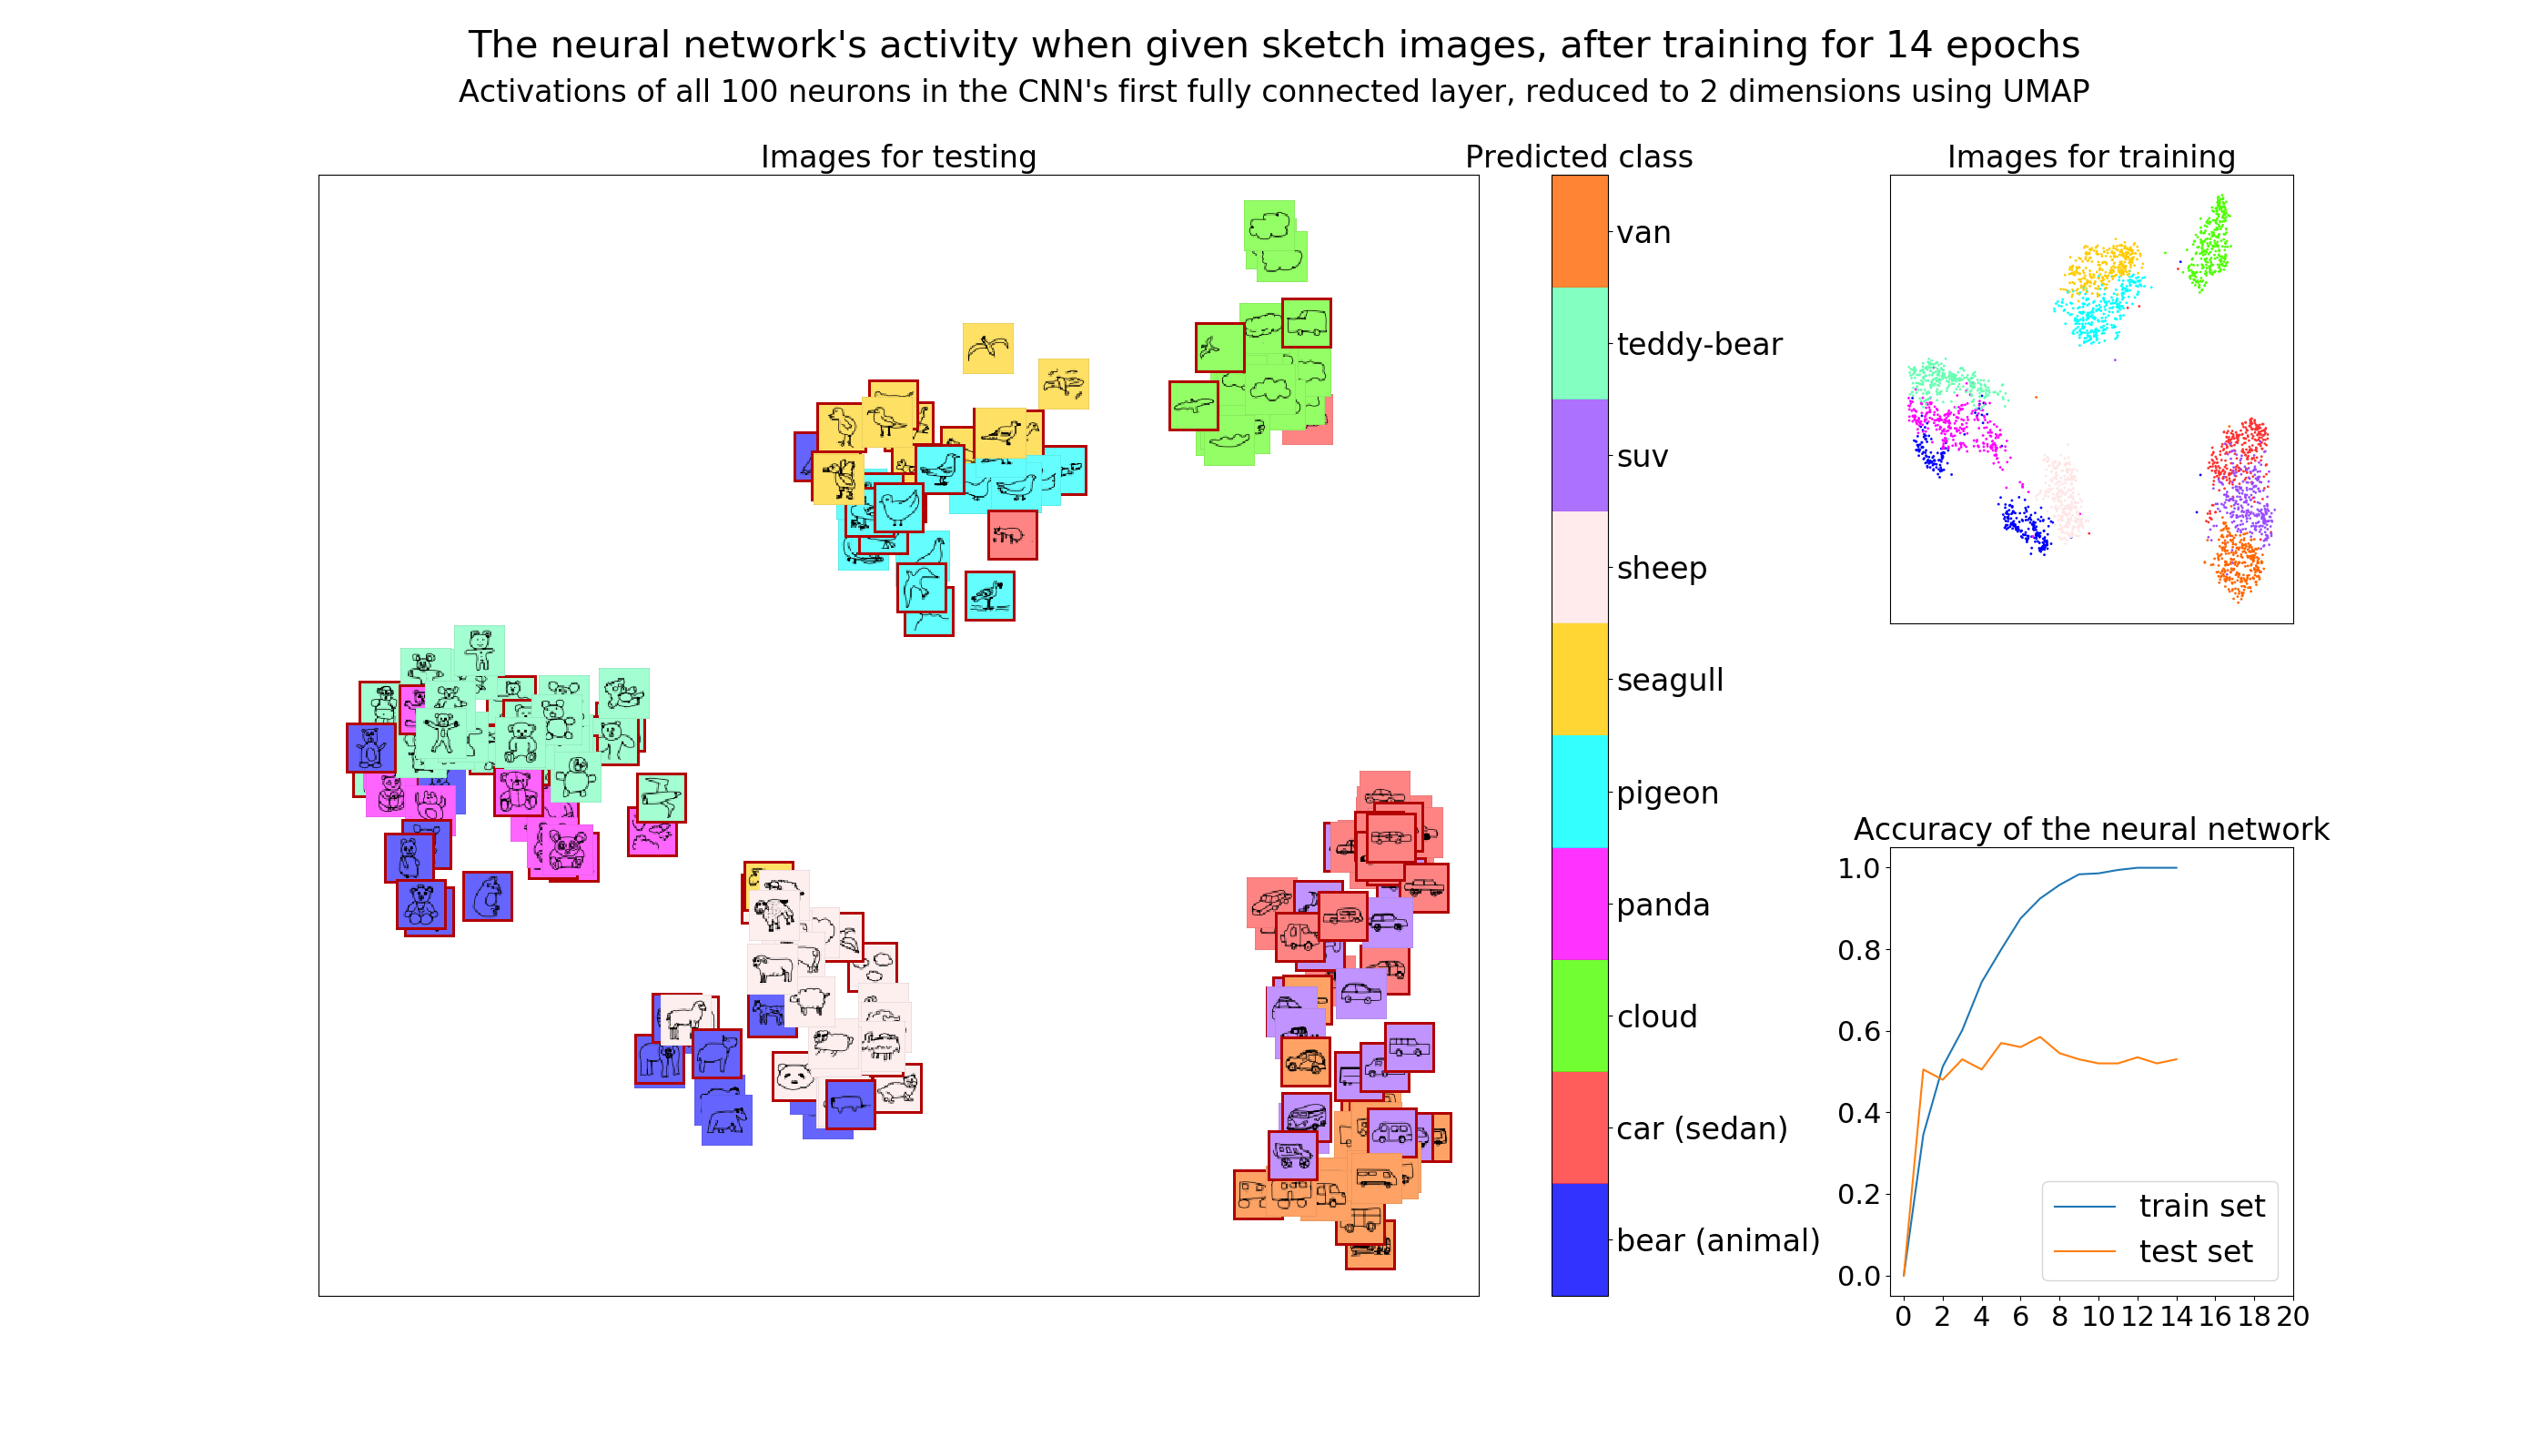 The neural network's activity when given sketch images, after training for 14 epochs
Activations of all 100 neurons in the CNN's first fully connected layer, reduced to 2 dimensions using UMAP
Images for testing
Predicted class
van
teddy-bear
suv
sheep
seagull
pigeon
panda
cloud
car (sedan)
bear (animal)
Images for training
Accuracy of the neural network
1.0
0.8
0.6
0.4
0.2
0.0
train set
test set
0 2 4 6 8 10 12 14 16 18 20